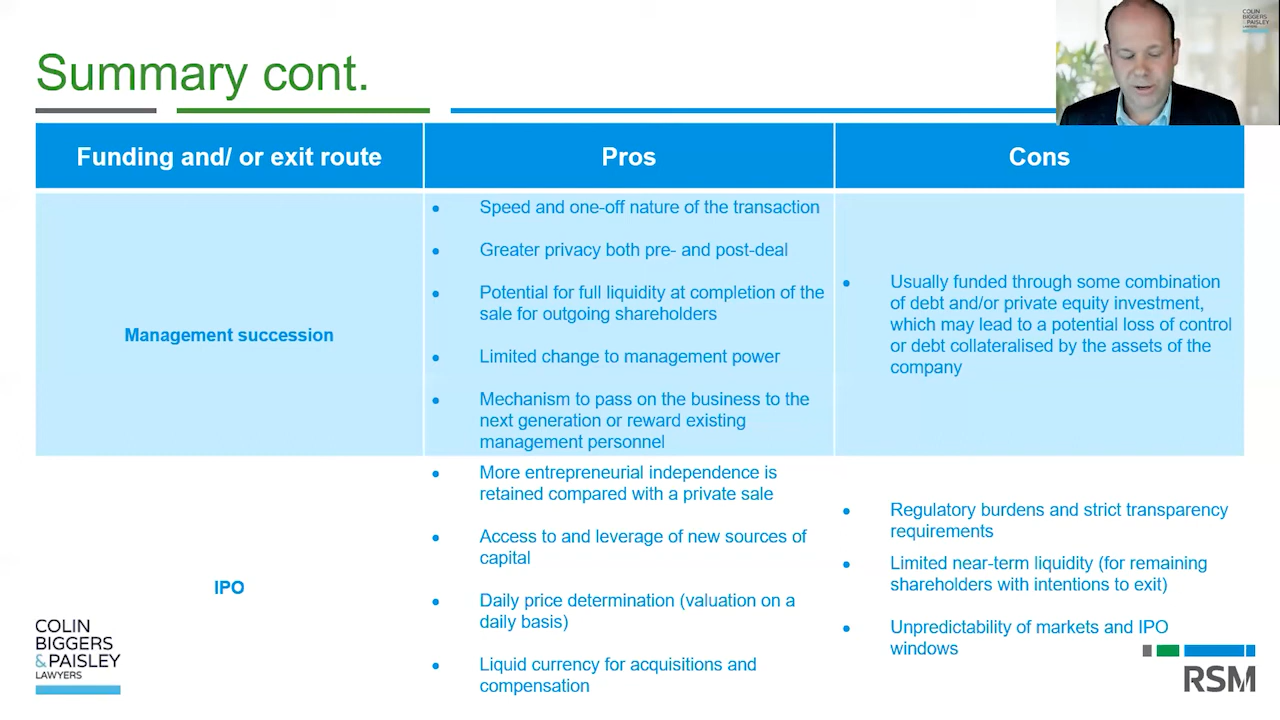 Summary cont.
COLIN
BIGGERS
& PAISLEY
LAWYERS
Funding and/ or exit route
Pros
Cons
Management succession
• Speed and one-off nature of the transaction
• Greater privacy both pre- and post-deal
• Potential for full liquidity at completion of the
sale for outgoing shareholders
• Limited change to management power
• Mechanism to pass on the business to the
next generation or reward existing
management personnel
• Usually funded through some combination
of debt and/or private equity investment,
which may lead to a potential loss of control
or debt collateralised by the assets of the
company
IPO
• More entrepreneurial independence is
retained compared with a private sale
• Access to and leverage of new sources of
capital
• Daily price determination (valuation on a
daily basis)
• Liquid currency for acquisitions and
compensation
• Regulatory burdens and strict transparency
requirements
• Limited near-term liquidity (for remaining
shareholders with intentions to exit)
• Unpredictability of markets and IPO
windows
COLIN
BIGGERS
&PAISLEY
LAWYERS
RSM